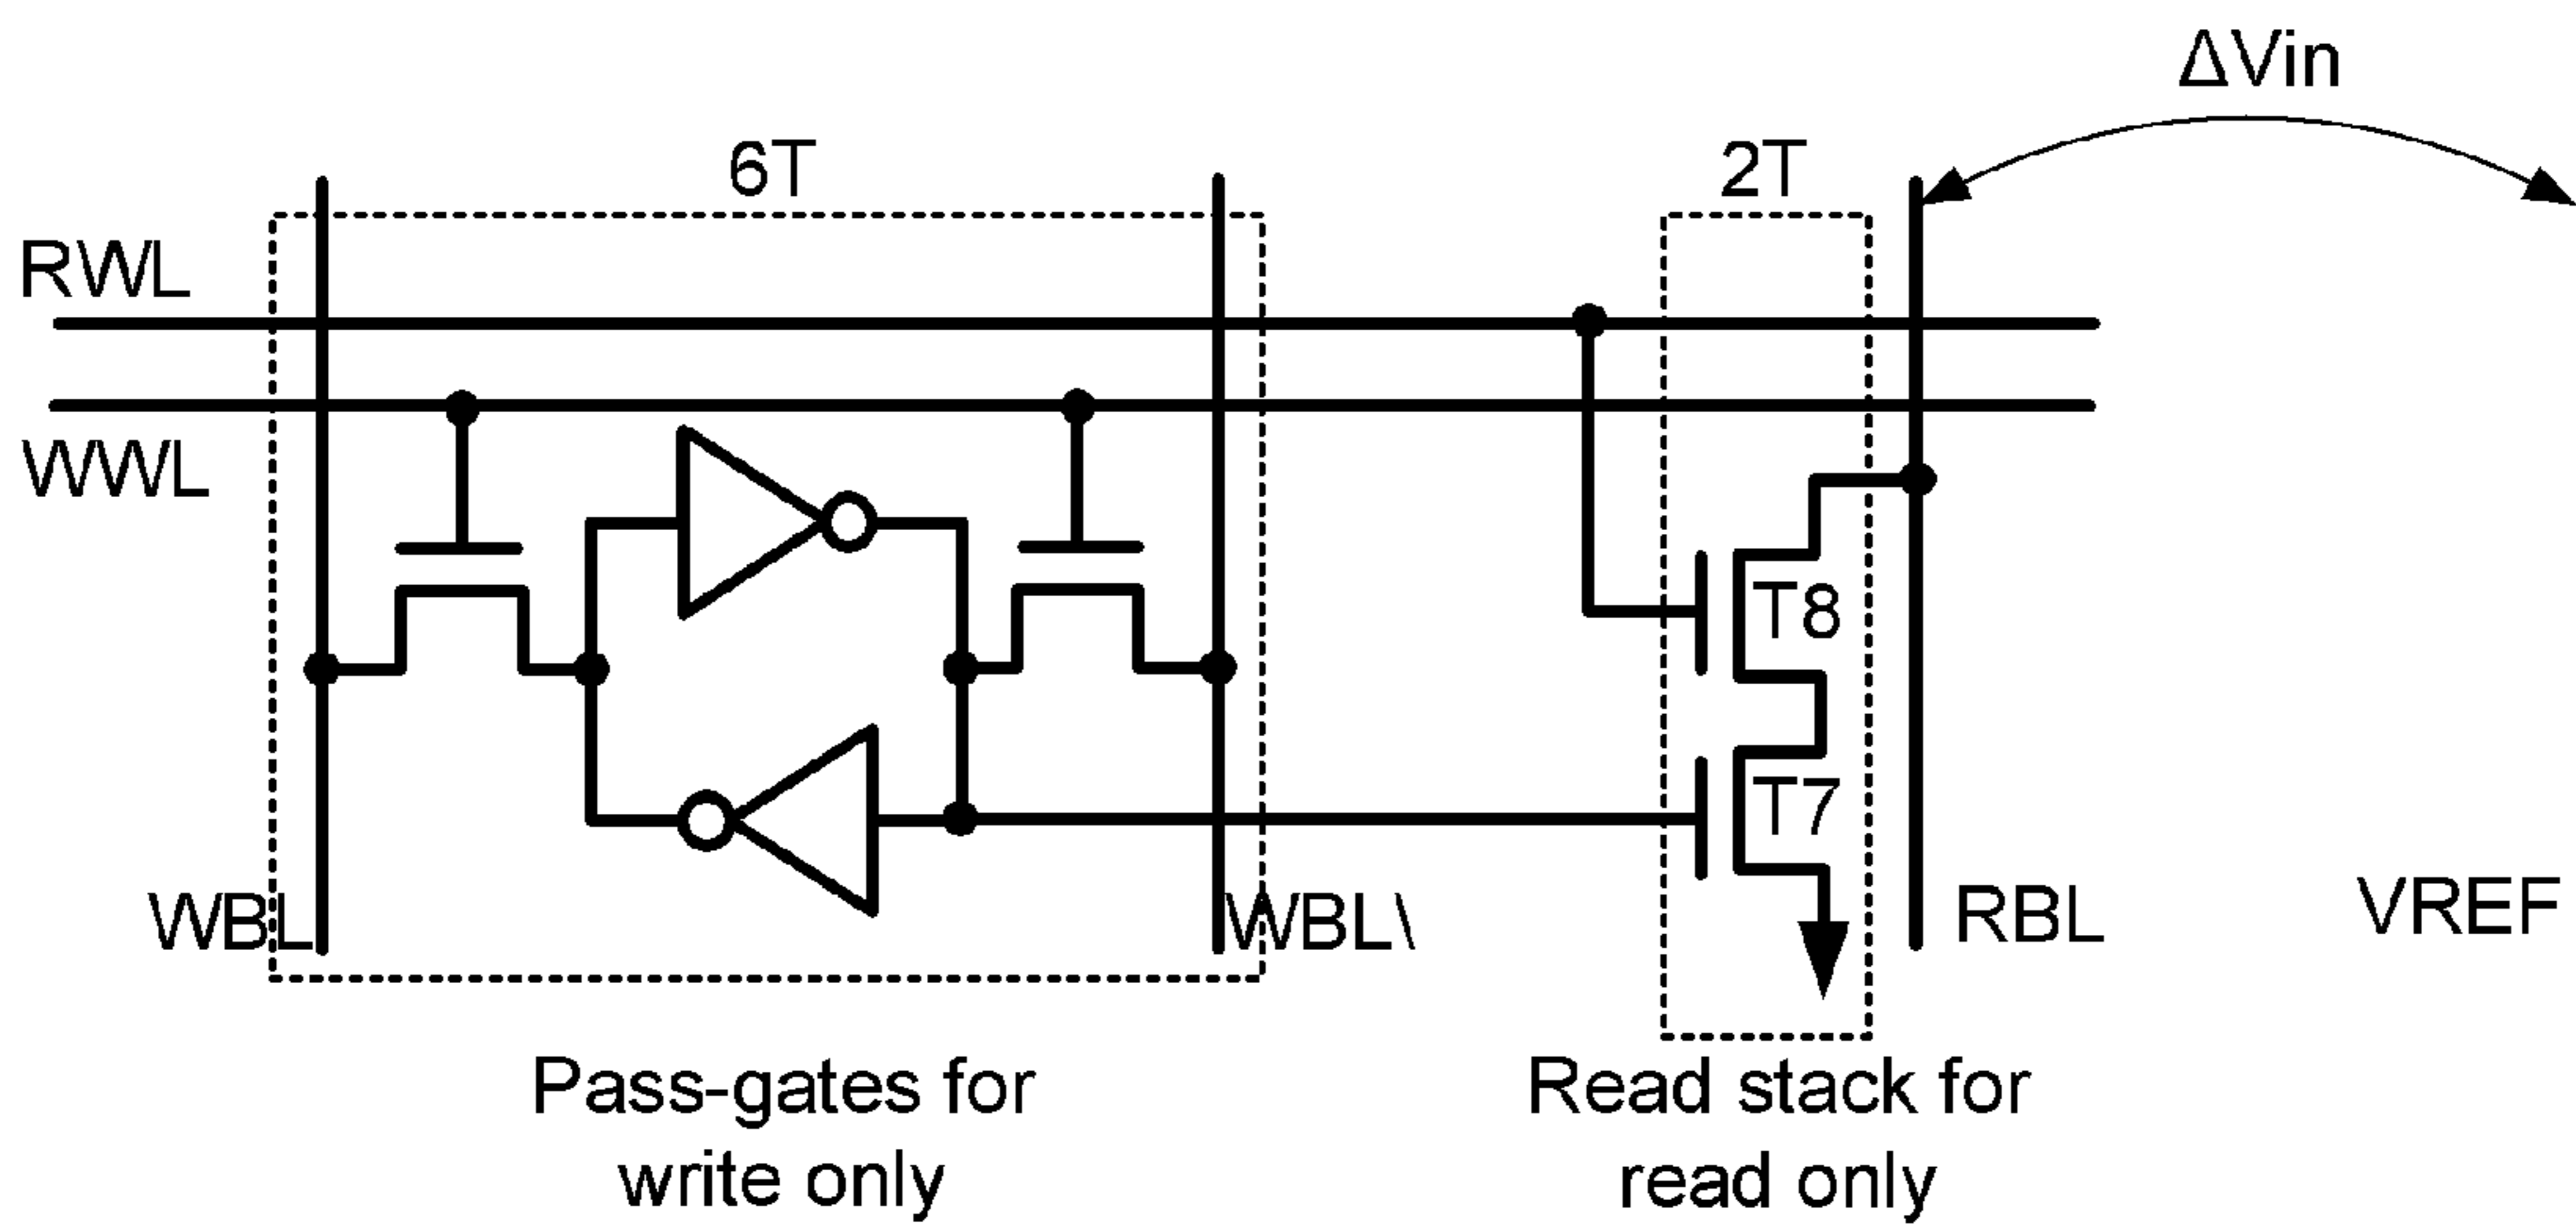 ΔVin
6T
2T
RWL
WWL
T8
T7
WBL
WBL\
RBL
VREF
Pass-gates for
write only
Read stack for
read only